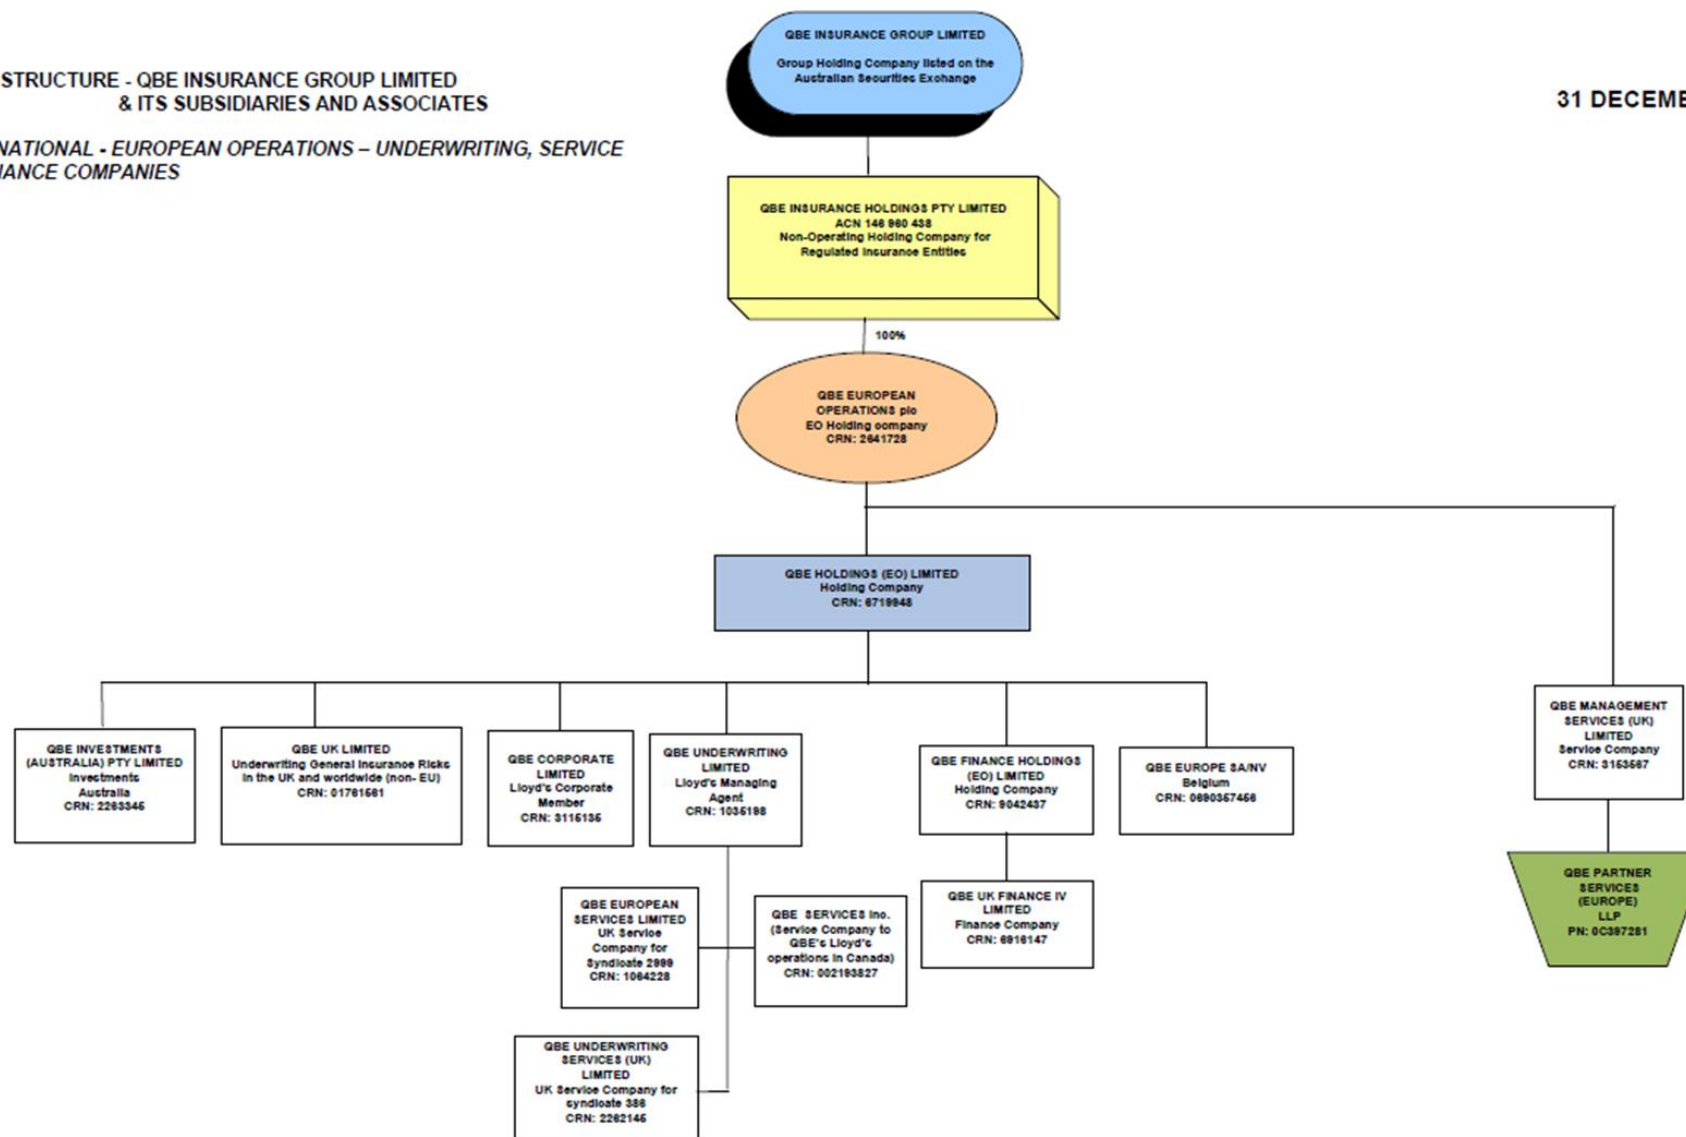 QBE INSURANCE GROUP LIMITED
Group Holding Company listed on the
Australian Securities Exchange
STRUCTURE - QBE INSURANCE GROUP LIMITED
& ITS SUBSIDIARIES AND ASSOCIATES
31 DECEMB
NATIONAL - EUROPEAN OPERATIONS – UNDERWRITING, SERVICE
NANCE COMPANIES
QBE INSURANCE HOLDINGS PTY LIMITED
ACN 146 960 438
Non-Operating Holding Company for
Regulated Insurance Entities
100%
QBE EUROPEAN
OPERATIONS plc
EO Holding company
CRN: 2641728
QBE HOLDINGS (EO) LIMITED
Holding Company
CRN: 6719948
QBE INVESTMENTS
(AUSTRALIA) PTY LIMITED
Investments
Australia
CRN: 2263345
QBE UK LIMITED
Underwriting General Insurance Risks
in the UK and worldwide (non- EU)
CRN: 01761561
QBE CORPORATE
LIMITED
Lloyd's Corporate
Member
CRN: 3115135
QBE UNDERWRITING
LIMITED
Lloyd's Managing
Agent
CRN: 1035198
QBE FINANCE HOLDINGS
(EO) LIMITED
Holding Company
CRN: 9042437
QBE EUROPE SA/NV
Belgium
CRN: 0690357456
QBE MANAGEMENT
SERVICES (UK)
LIMITED
Service Company
CRN: 3153567
QBE EUROPEAN
SERVICES LIMITED
UK Service
Company for
Syndicate 2999
CRN: 1064228
QBE SERVICES Inc.
(Service Company to
QBE's Lloyd's
operations in Canada)
CRN: 002193827
QBE UK FINANCE IV
LIMITED
Finance Company
CRN: 6916147
QBE PARTNER
SERVICES
(EUROPE)
LLP
PN: 0C397281
QBE UNDERWRITING
SERVICES (UK)
LIMITED
UK Service Company for
syndicate 386
CRN: 2262145